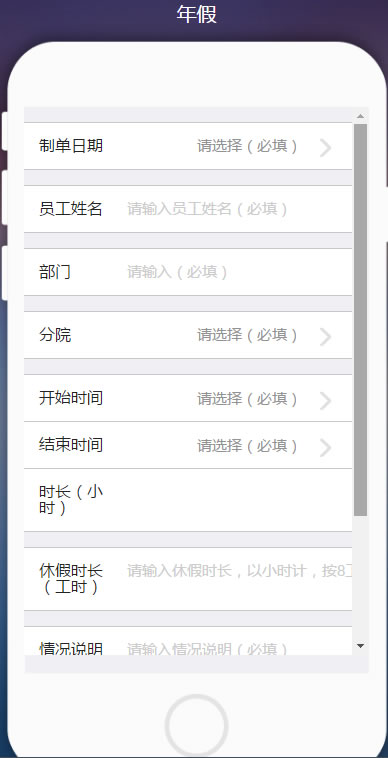 年假
制单日期 请选择（必填）
员工姓名 请输入员工姓名（必填）
部门 请输入（必填）
分院 请选择（必填）
开始时间 请选择（必填）
结束时间 请选择（必填）
时长（小
时）
休假时长 请输入休假时长，以小时计，按8
（工时）
情况说明 请输入情况说明（必填）